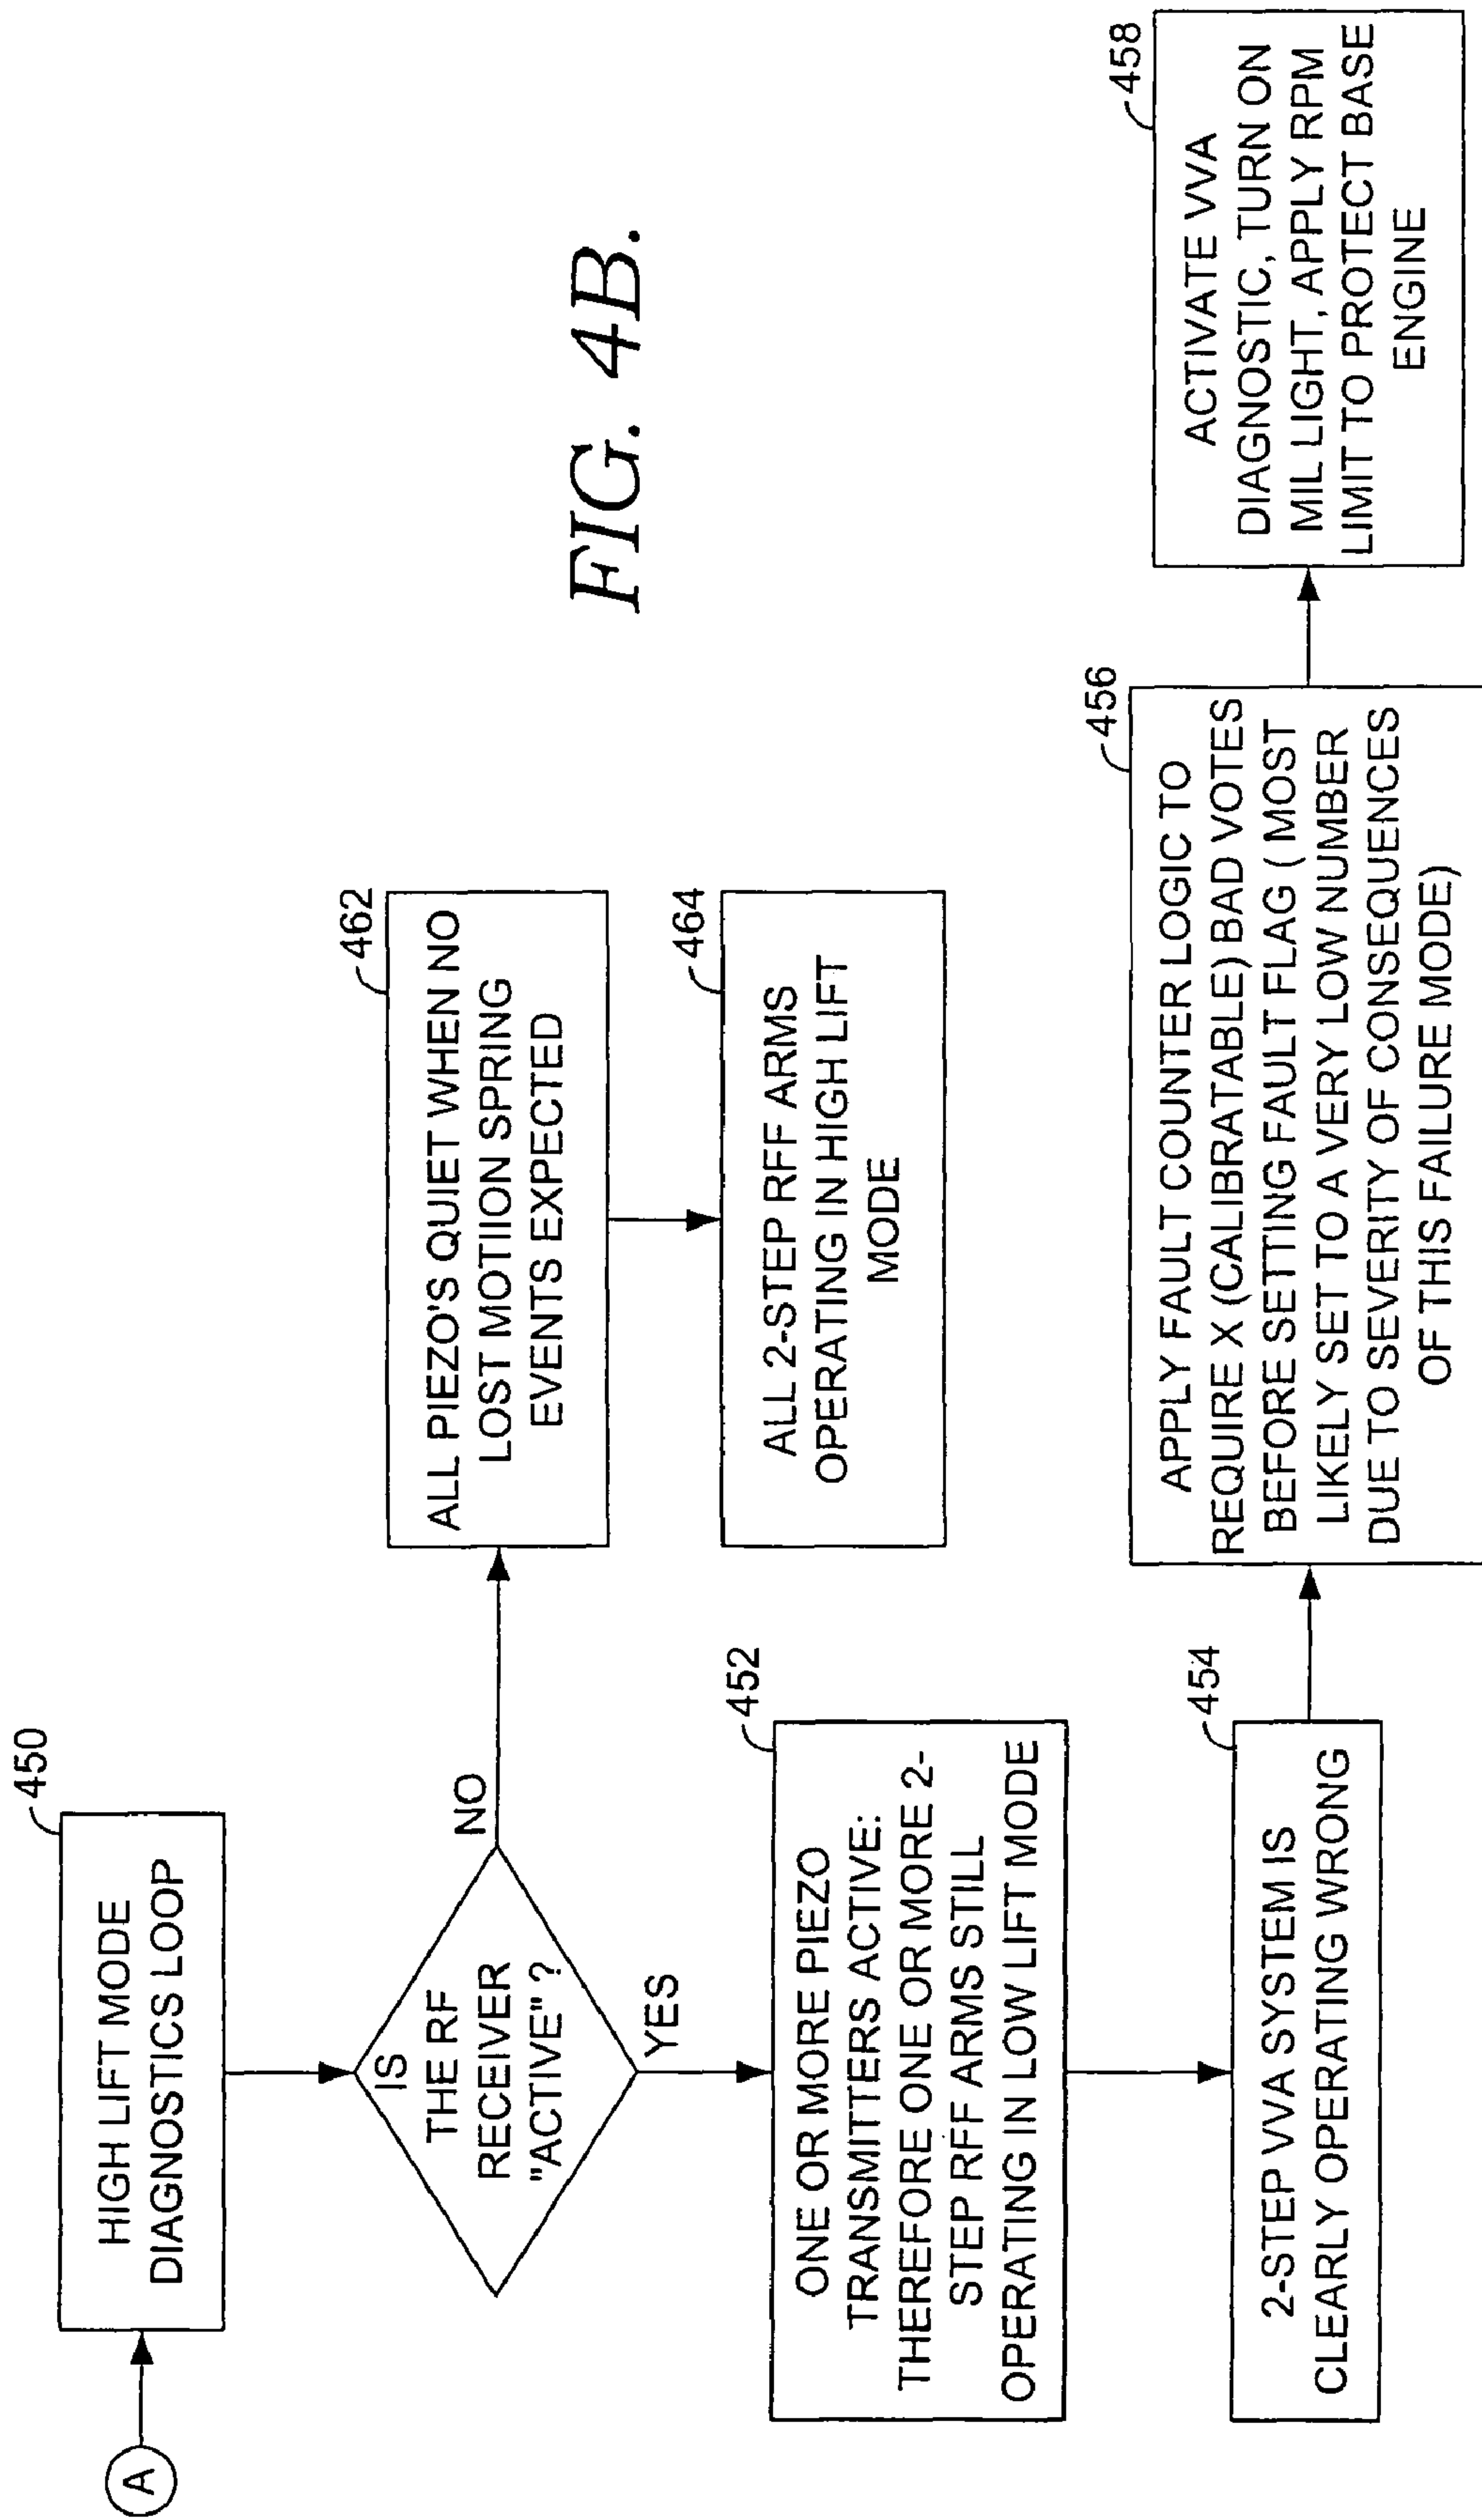 A
450
HIGH LIFT MODE
DIAGNOSTICS LOOP
IS
THE RF
RECEIVER
"ACTIVE" ?
NO
YES
462
ALL PIEZO'S QUIET WHEN NO
LOST MOTION SPRING
EVENTS EXPECTED
464
ALL 2-STEP RFF ARMS
OPERATING IN HIGH LIFT
MODE
452
ONE OR MORE PIEZO
TRANSMITTERS ACTIVE:
THEREFORE ONE OR MORE 2-
STEP RFF ARMS STILL
OPERATING IN LOW LIFT MODE
454
2-STEP VVA SYSTEM IS
CLEARLY OPERATING WRONG
456
APPLY FAULT COUNTER LOGIC TO
REQUIRE X (CALIBRATABLE) BAD VOTES
BEFORE SETTING FAULT FLAG ( MOST
LIKELY SET TO A VERY LOW NUMBER
DUE TO SEVERITY OF CONSEQUENCES
OF THIS FAILURE MODE)
458
ACTIVATE VVA
DIAGNOSTIC, TURN ON
MIL LIGHT, APPLY RPM
LIMIT TO PROTECT BASE
ENGINE
FIG. 4B.